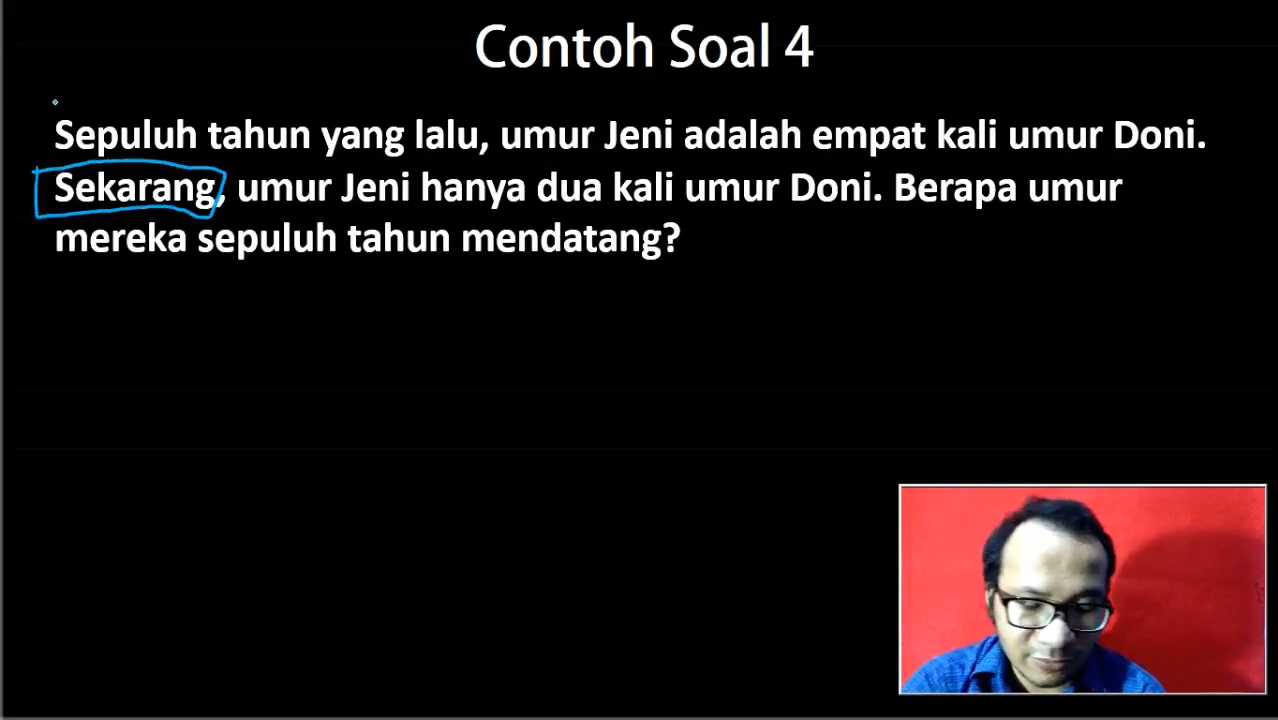 Contoh Soal 4
Sepuluh tahun yang lalu, umur Jeni adalah empat kali umur Doni.
Sekarang, umur Jeni hanya dua kali umur Doni. Berapa umur
mereka sepuluh tahun mendatang?